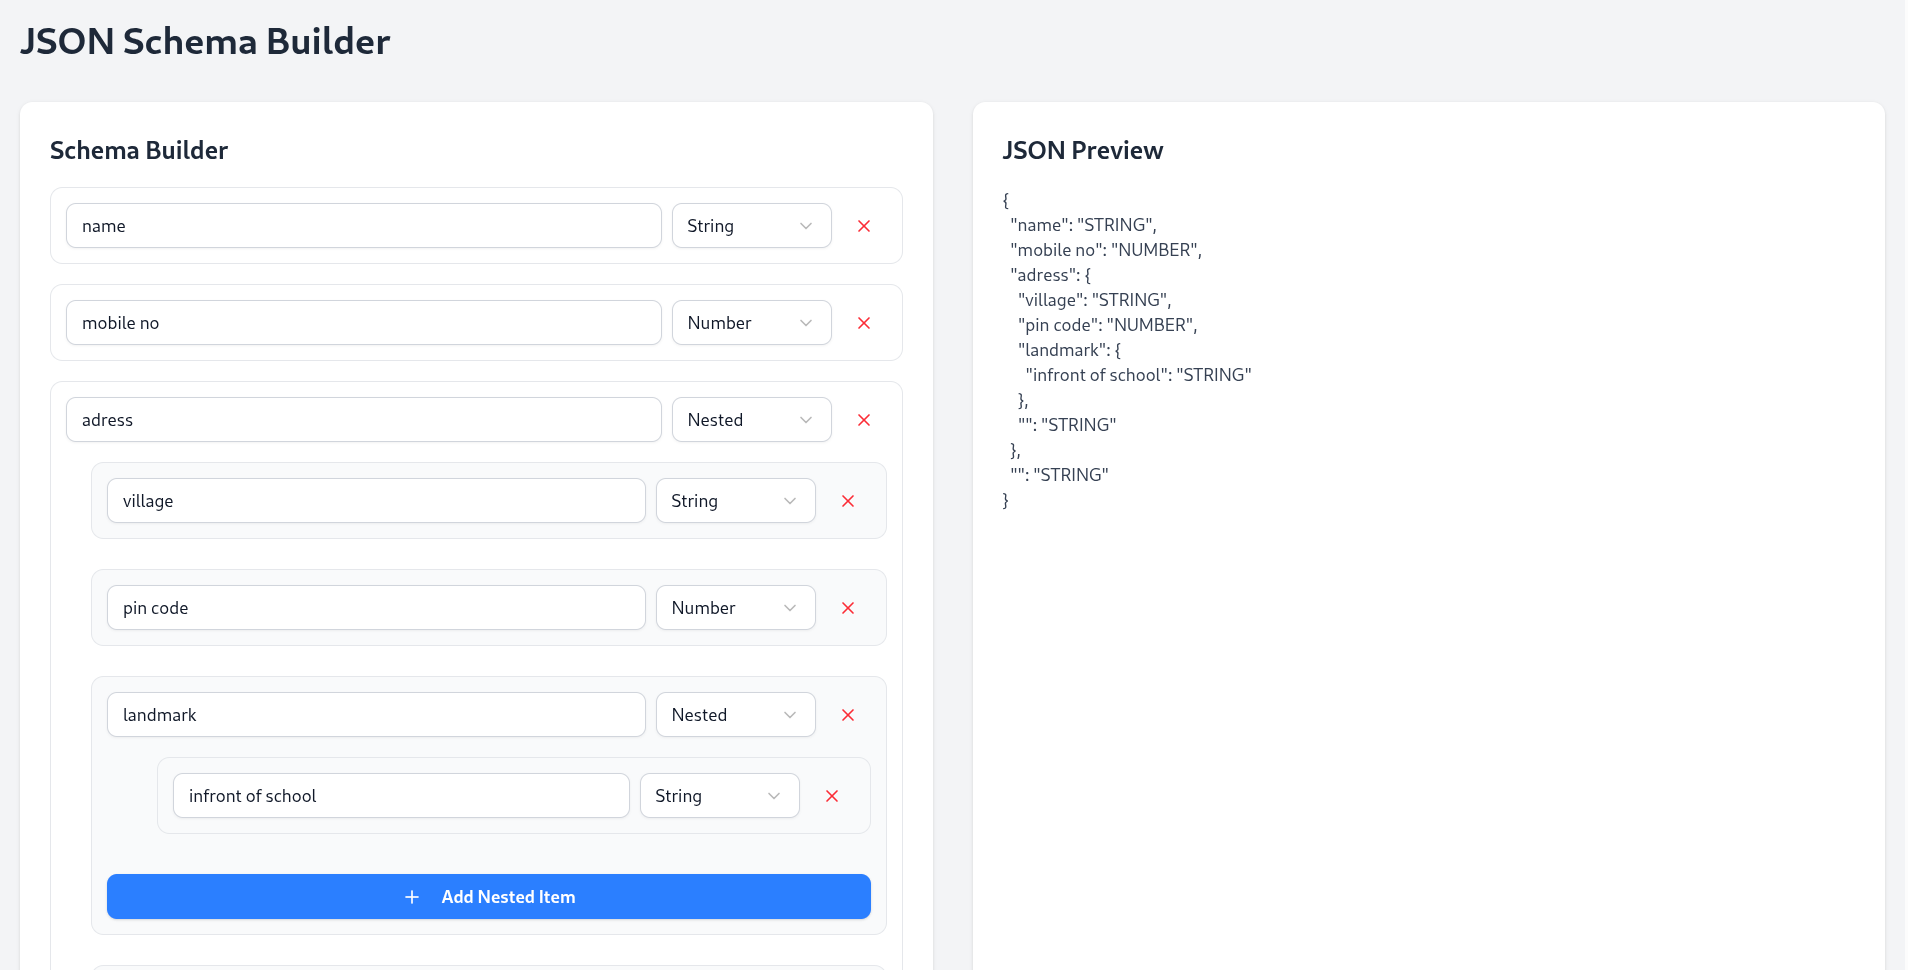 JSON Schema Builder
Schema Builder
name
String
mobile no
Number
adress
Nested
village
String
pin code
Number
landmark
Nested
infront of school
String
Add Nested Item
JSON Preview
{
"name": "STRING",
"mobile no": "NUMBER",
"adress": {
"village": "STRING",
"pin code": "NUMBER",
"landmark": {
"infront of school": "STRING"
},
"": "STRING"
},
"": "STRING"
}